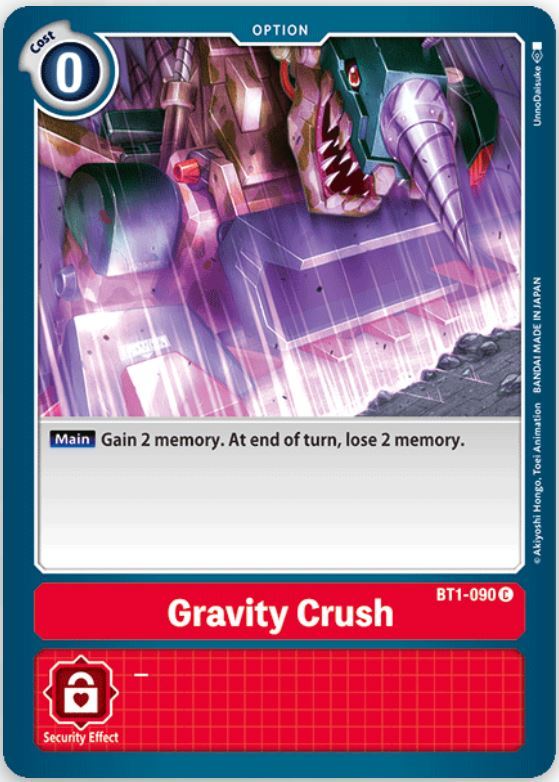 OPTION
Cost
0
UnnoDaisuke
Main Gain 2 memory. At end of turn, lose 2 memory.
© Akiyoshi Hongo, Toei Animation BANDAI MADE IN JAPAN
BT1-090 C
Gravity Crush
–
Security Effect